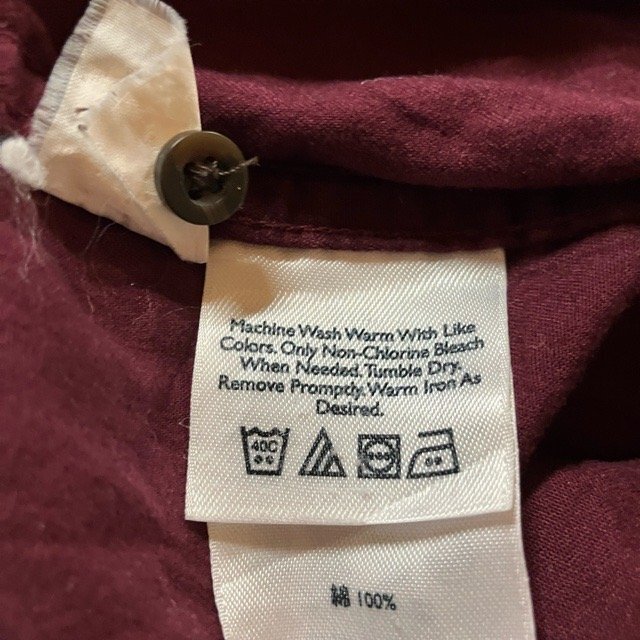 Machine Wash Warm With Like
Colors. Only Non-Chlorine Bleach
When Needed. Tumble Dry.
Remove Promptly. Warm Iron As
Desired.
40C
綿 100%